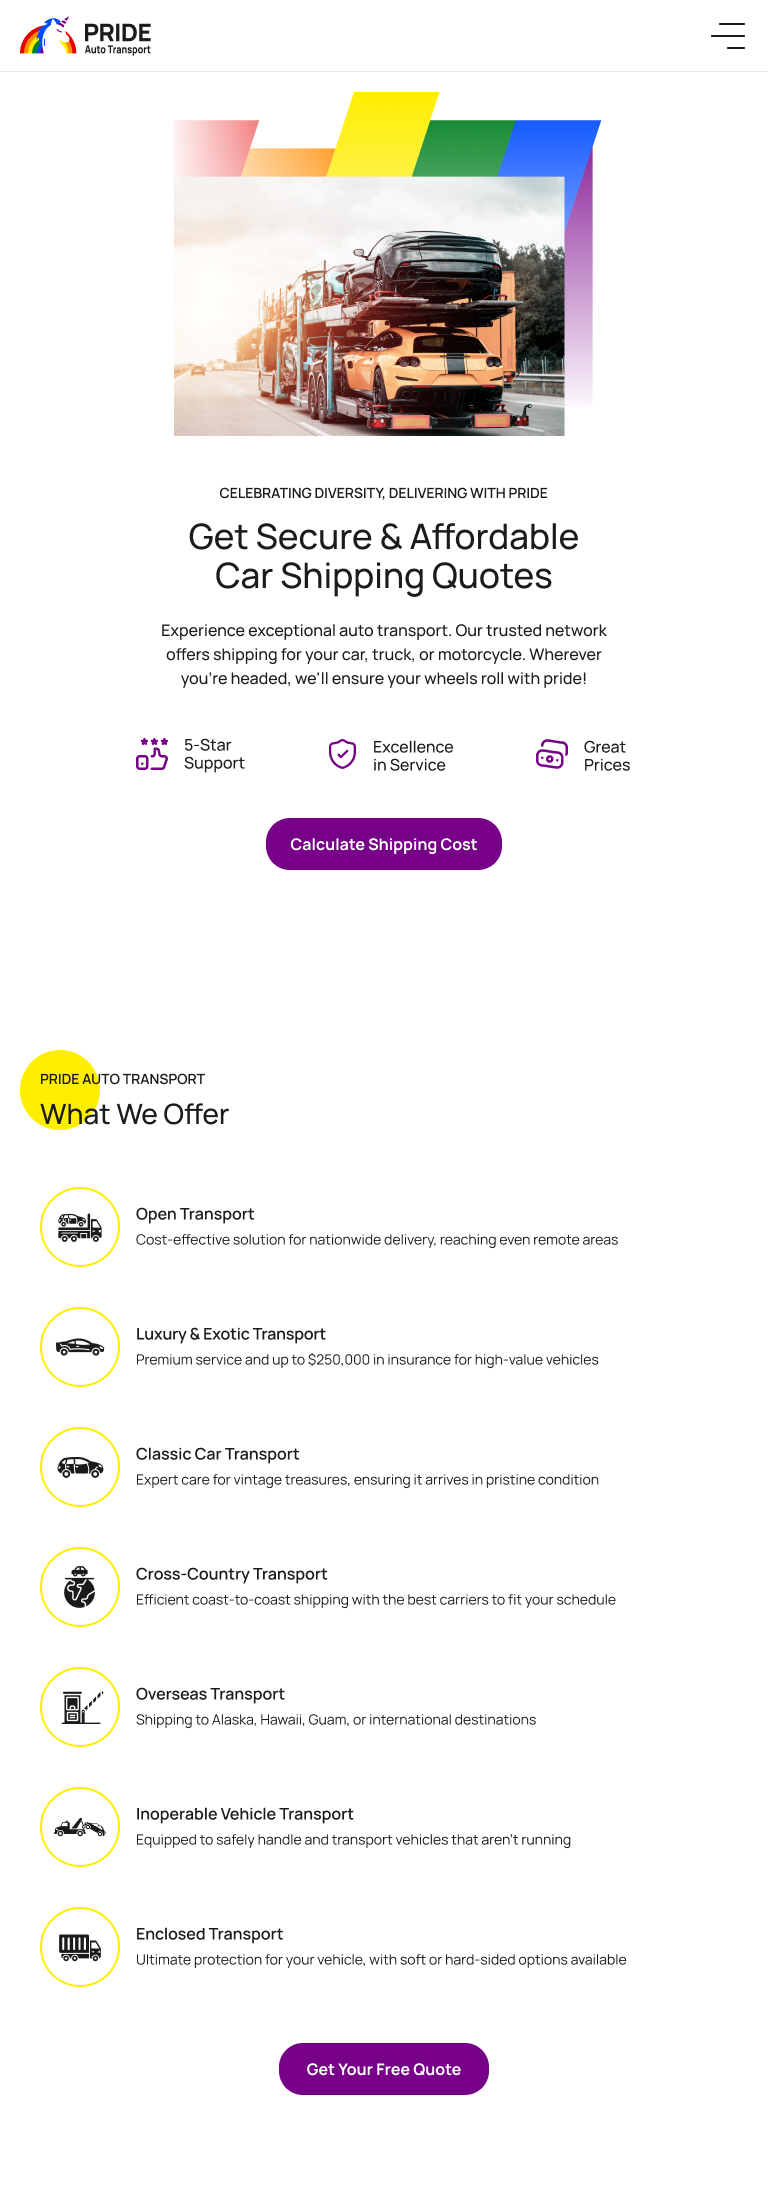 PRIDE
Auto Transport
CELEBRATING DIVERSITY, DELIVERING WITH PRIDE
Get Secure & Affordable
Car Shipping Quotes
Experience exceptional auto transport. Our trusted network
offers shipping for your car, truck, or motorcycle. Wherever
you're headed, we'll ensure your wheels roll with pride!
5-Star
Support
Excellence
in Service
Great
Prices
Calculate Shipping Cost
PRIDE AUTO TRANSPORT
What We Offer
Open Transport
Cost-effective solution for nationwide delivery, reaching even remote areas
Luxury & Exotic Transport
Premium service and up to $250,000 in insurance for high-value vehicles
Classic Car Transport
Expert care for vintage treasures, ensuring it arrives in pristine condition
Cross-Country Transport
Efficient coast-to-coast shipping with the best carriers to fit your schedule
Overseas Transport
Shipping to Alaska, Hawaii, Guam, or international destinations
Inoperable Vehicle Transport
Equipped to safely handle and transport vehicles that aren't running
Enclosed Transport
Ultimate protection for your vehicle, with soft or hard-sided options available
Get Your Free Quote